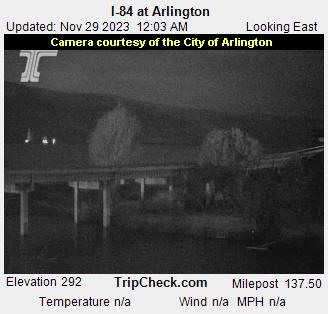 I-84 at Arlington
Updated: Nov 29 2023 12:03 AM Looking East
Camera courtesy of the City of Arlington
Elevation 292 TripCheck.com Milepost 137.50
Temperature n/a Wind n/a MPH n/a